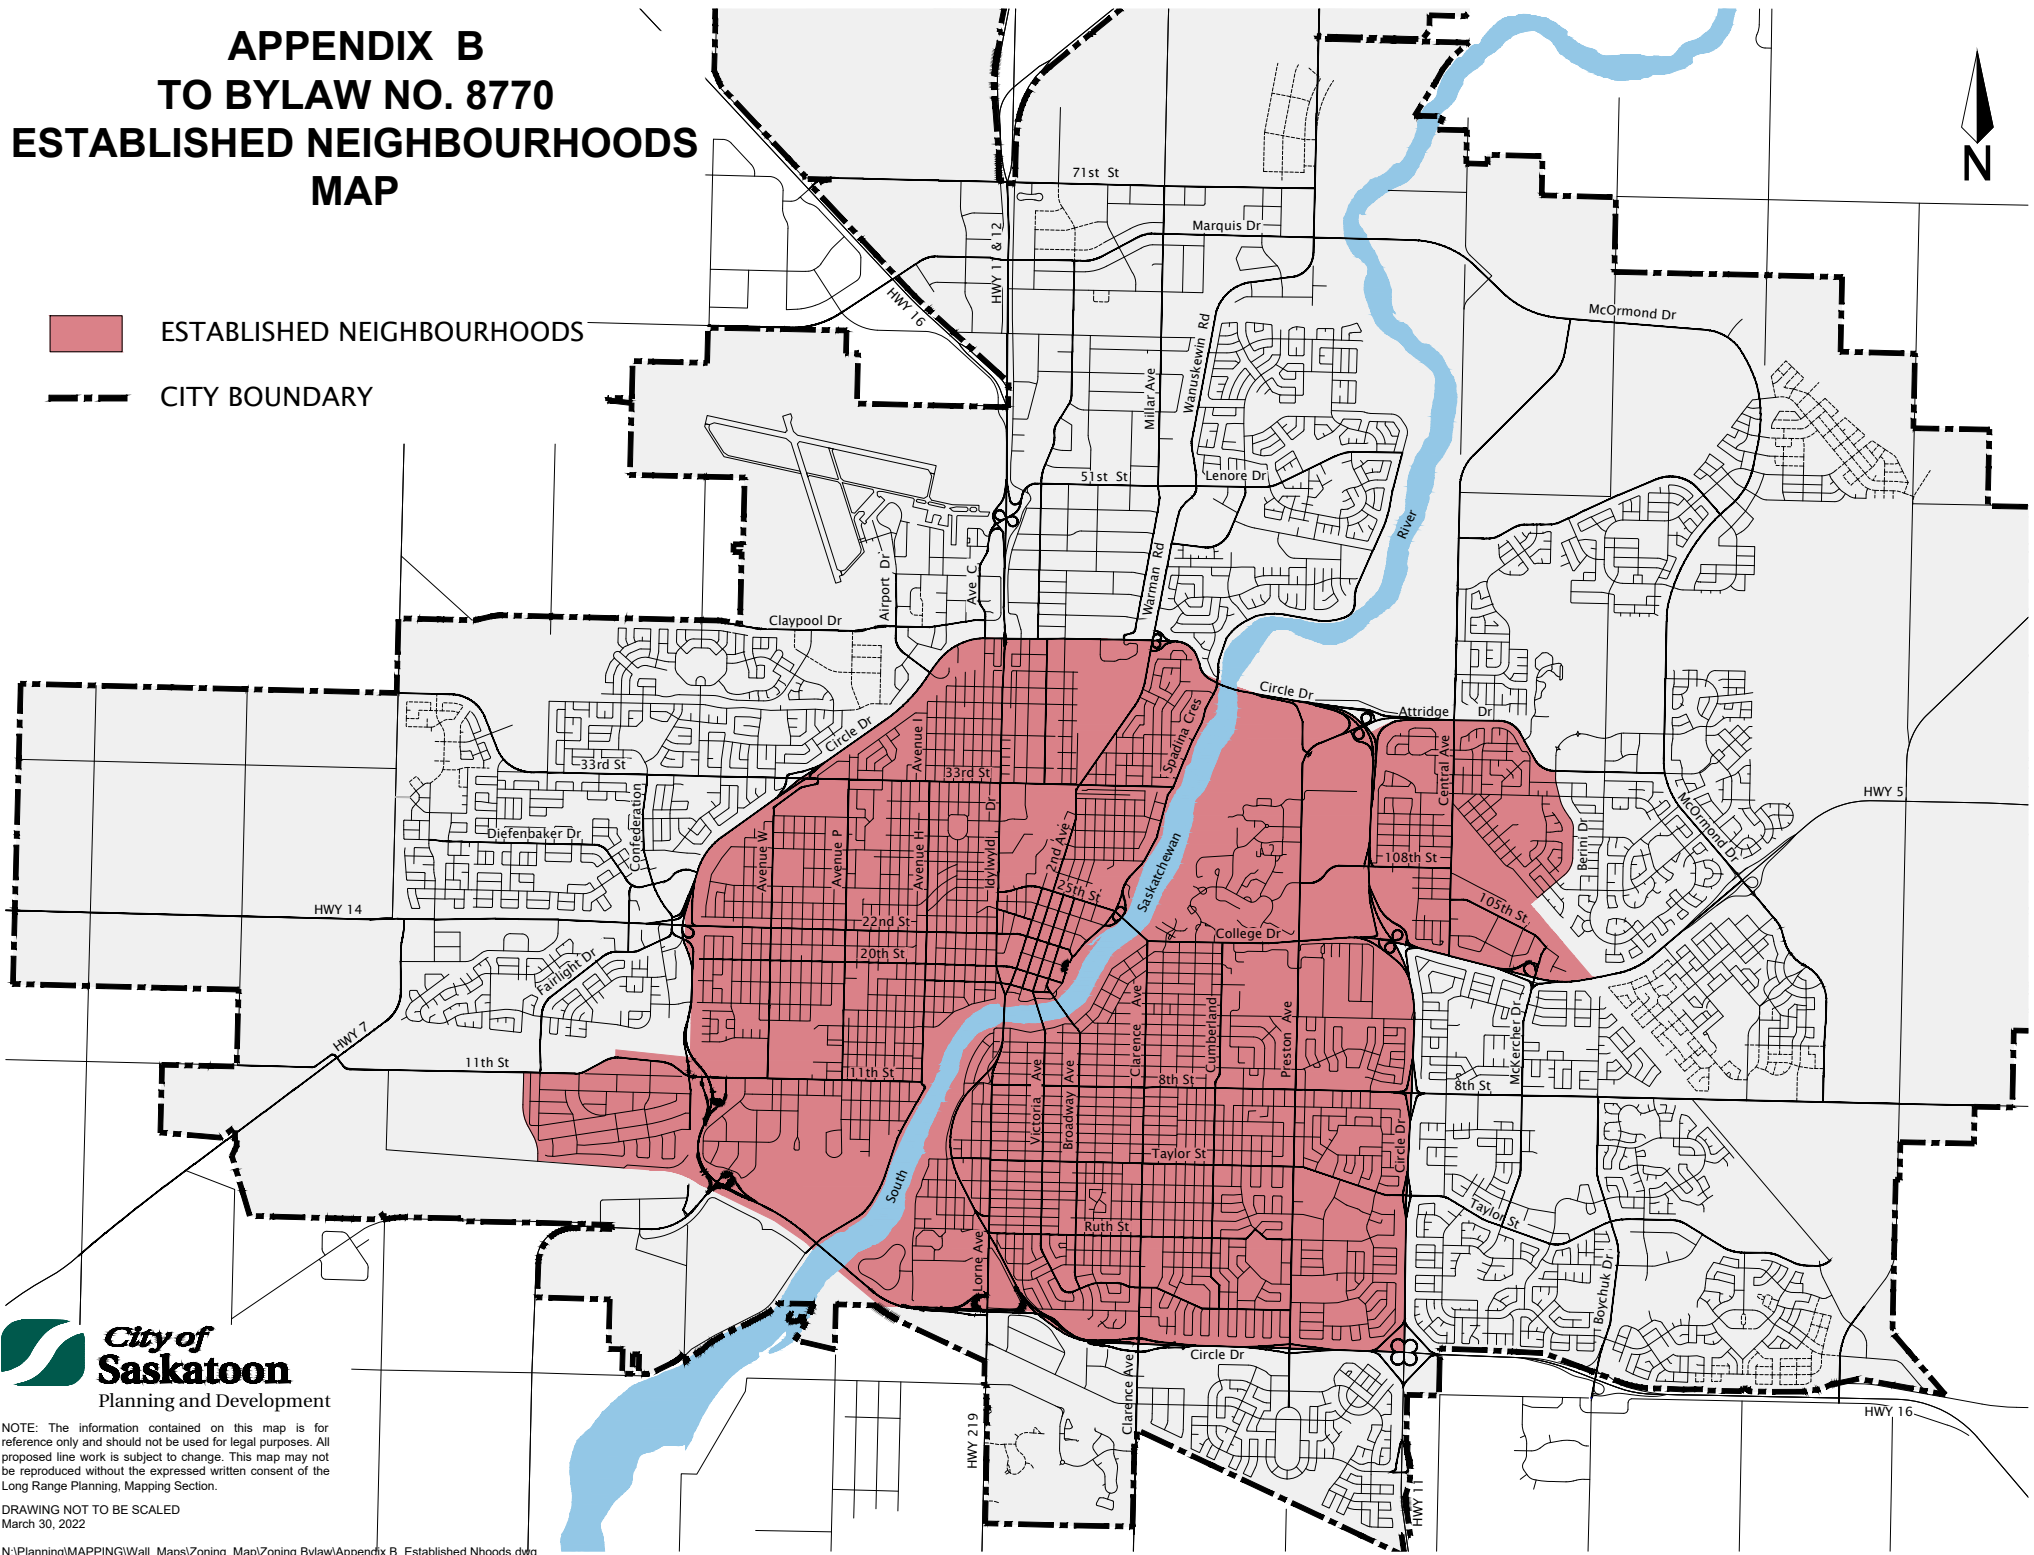 APPENDIX B
TO BYLAW NO. 8770
ESTABLISHED NEIGHBOURHOODS
MAP
N
ESTABLISHED NEIGHBOURHOODS
CITY BOUNDARY
71st St
Marquis Dr
HWY 11 & 12
HWY 16
McOrmond Dr
Wanuskewin Rd
Millar Ave
51st St
Lenore Dr
River
Airport Dr
Ave C
Warman Rd
Claypool Dr
Circle Dr
Attridge Dr
Spadina Cres
Circle Dr
Avenue I
33rd St
33rd St
Central Ave
HWY 5
McOrmond Dr
Confederation
Diefenbaker Dr
Avenue W
Avenue P
Avenue H
Idylwyld Dr
2nd Ave
25th St
Saskatchewan
108th St
Berini Dr
105th St
HWY 14
22nd St
20th St
College Dr
Fairlight Dr
Clarence Ave
Cumberland
Preston Ave
McKercher Dr
HWY 7
11th St
11th St
Victoria Ave
Broadway Ave
8th St
8th St
Taylor St
Circle Dr
South
Taylor St
Ruth St
Lorne Ave
Boychuk Dr
Circle Dr
Clarence Ave
HWY 219
HWY 11
HWY 16
City of
Saskatoon
Planning and Development
NOTE: The information contained on this map is for
reference only and should not be used for legal purposes. All
proposed line work is subject to change. This map may not
be reproduced without the expressed written consent of the
Long Range Planning, Mapping Section.
DRAWING NOT TO BE SCALED
March 30, 2022
N:\Planning\MAPPING\Wall_Maps\Zoning_Map\Zoning Bylaw\Appendix B_Established Nhoods.dwg